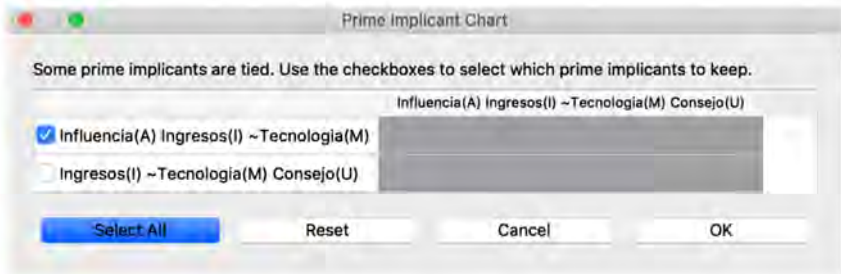 Prime Implicant Chart
Some prime implicants are tied. Use the checkboxes to select which prime implicants to keep.
Influencia(A) Ingresos(I) ~Tecnologia(M) Consejo(U)
Influencia(A) Ingresos(I) ~Tecnologia(M)
Ingresos(I) ~Tecnologia(M) Consejo(U)
Select All Reset Cancel OK